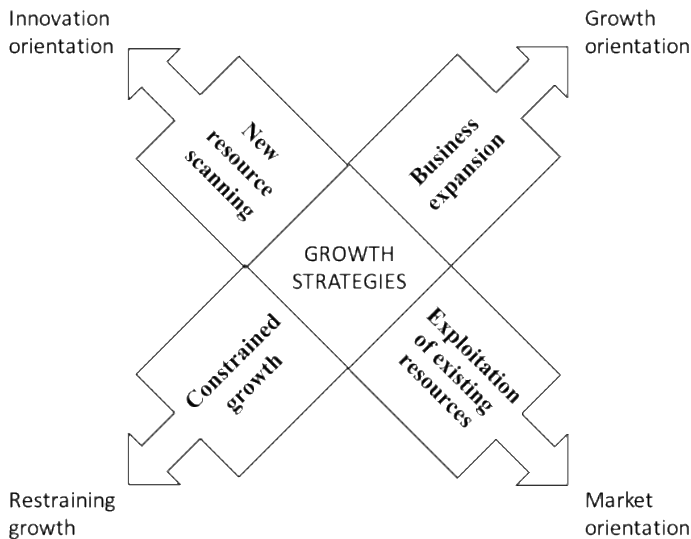 Innovation
orientation
Growth
orientation
New
resource
scanning
Business
expansion
GROWTH
STRATEGIES
Constrained
growth
Exploitation
of existing
resources
Restraining
growth
Market
orientation